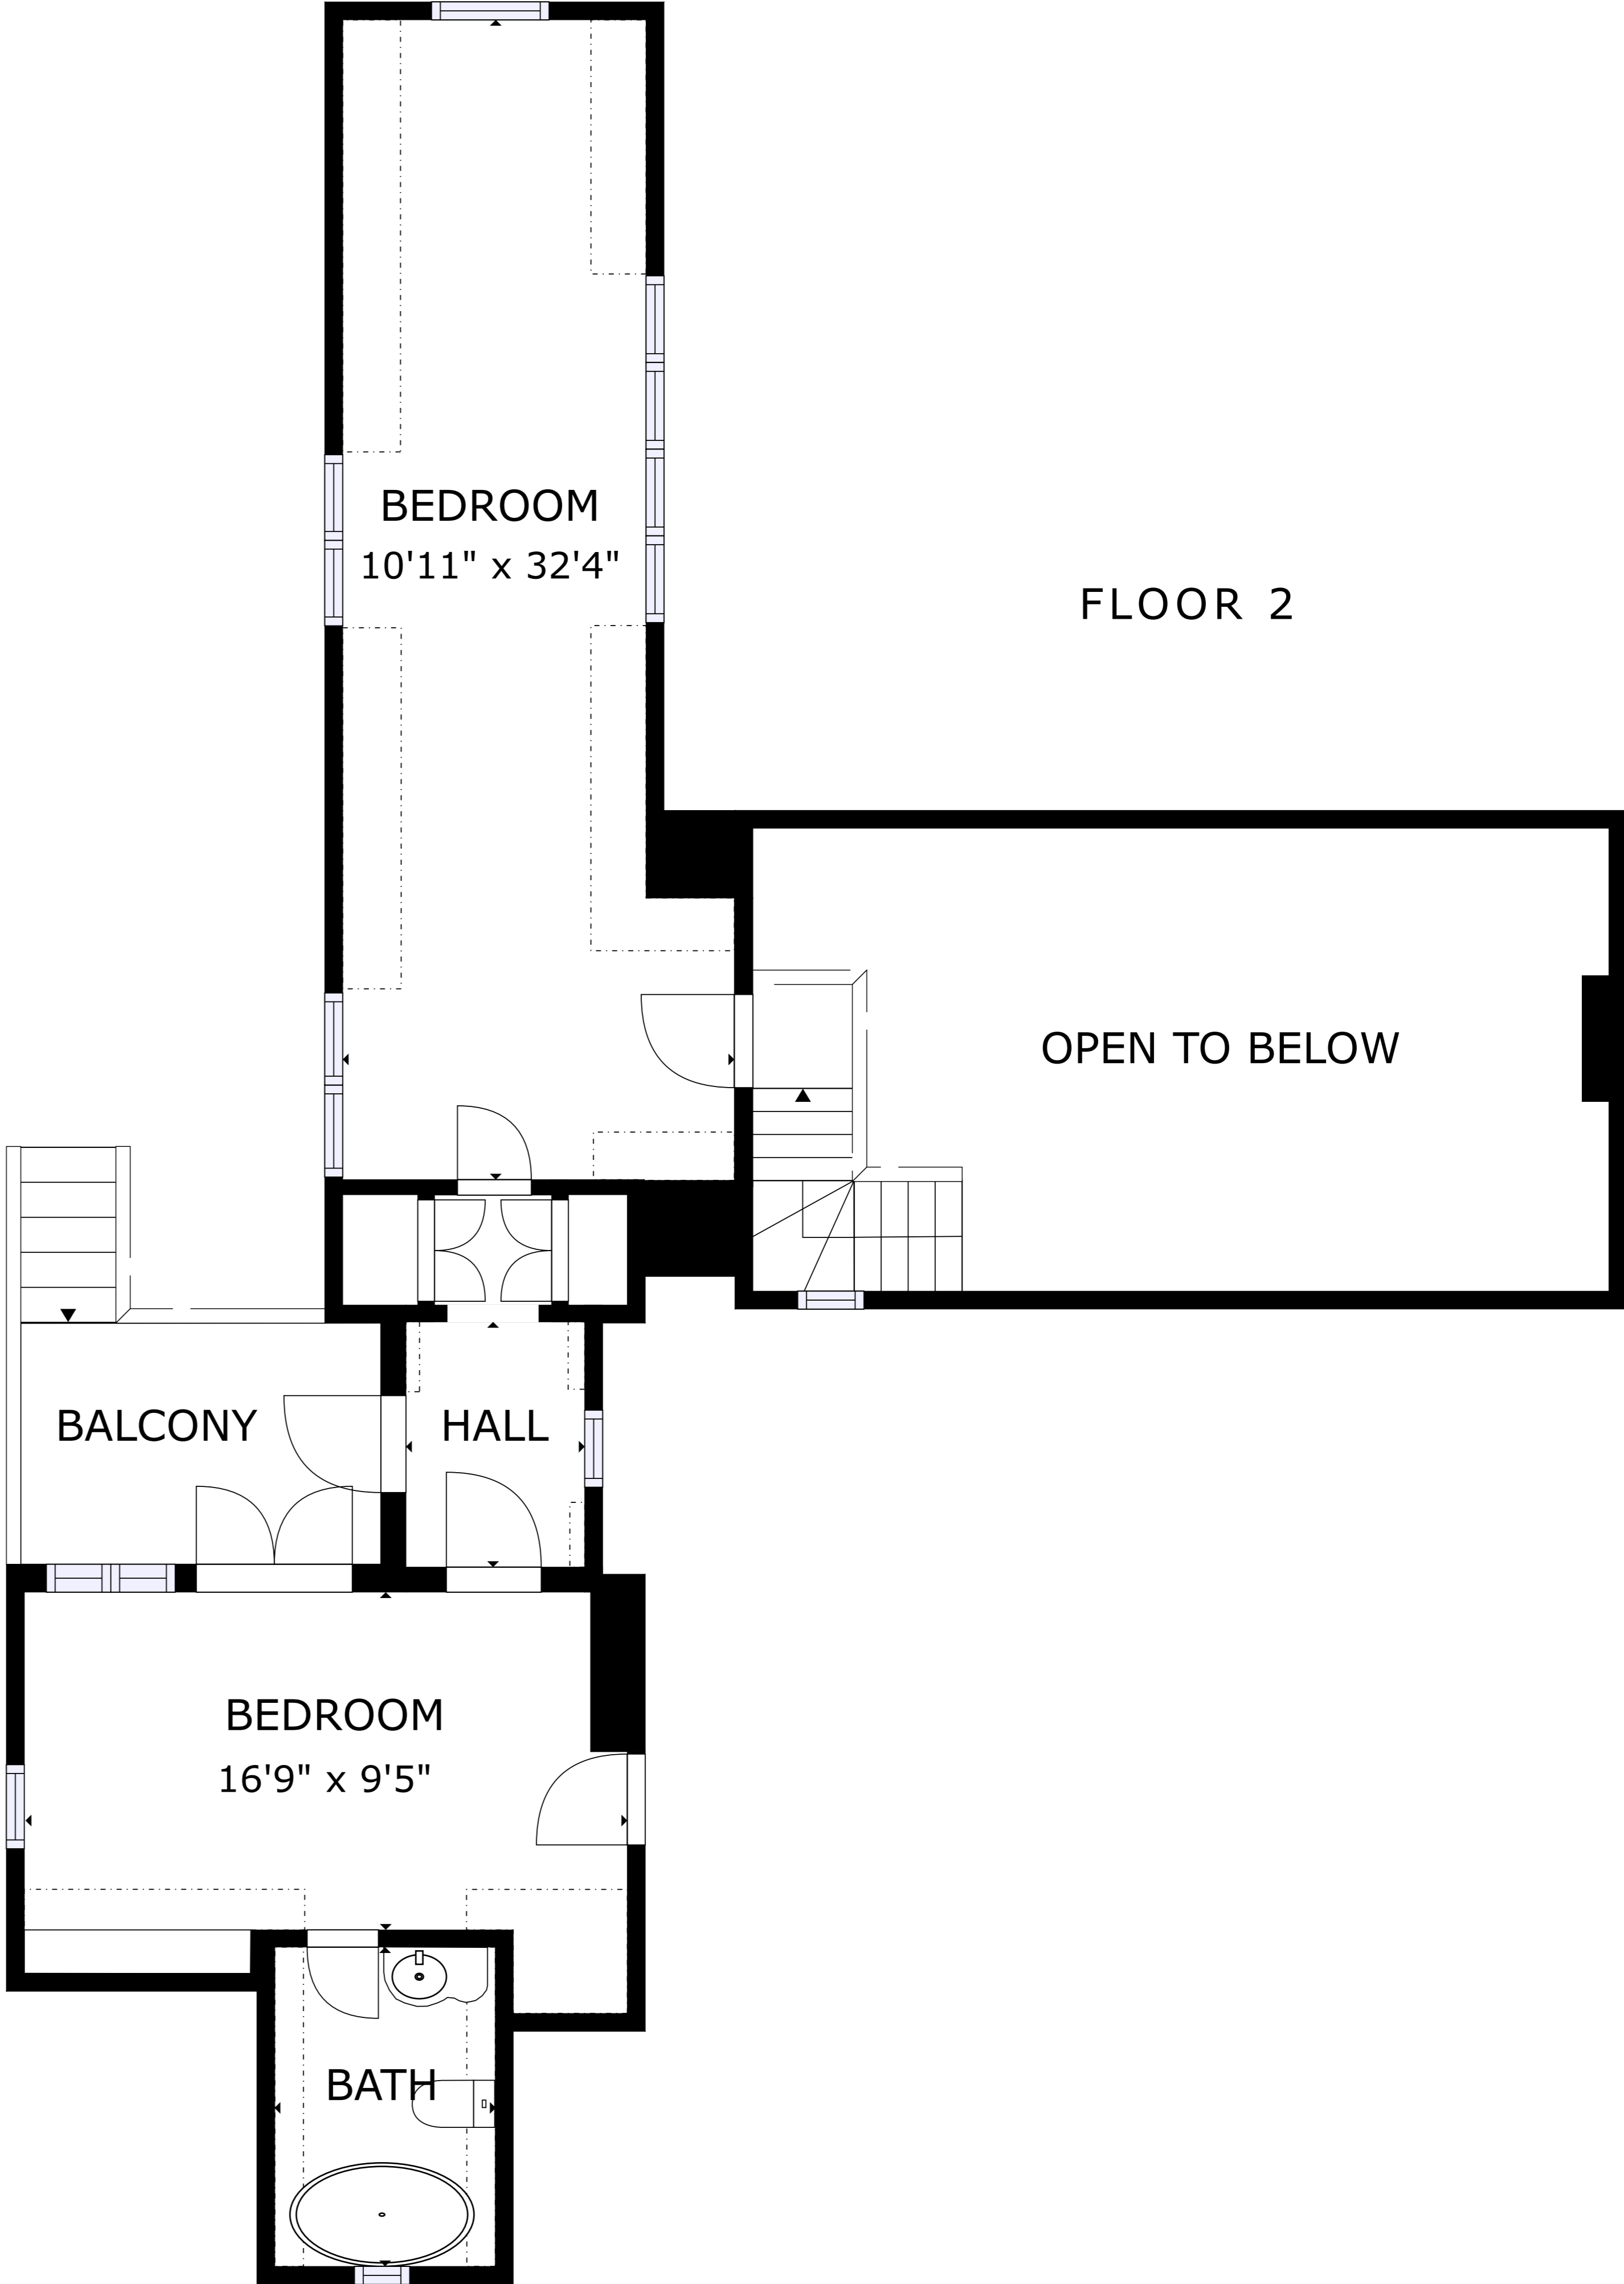 BEDROOM
10'11" x 32'4"
FLOOR 2
OPEN TO BELOW
BALCONY
HALL
BEDROOM
16'9" x 9'5"
BATH